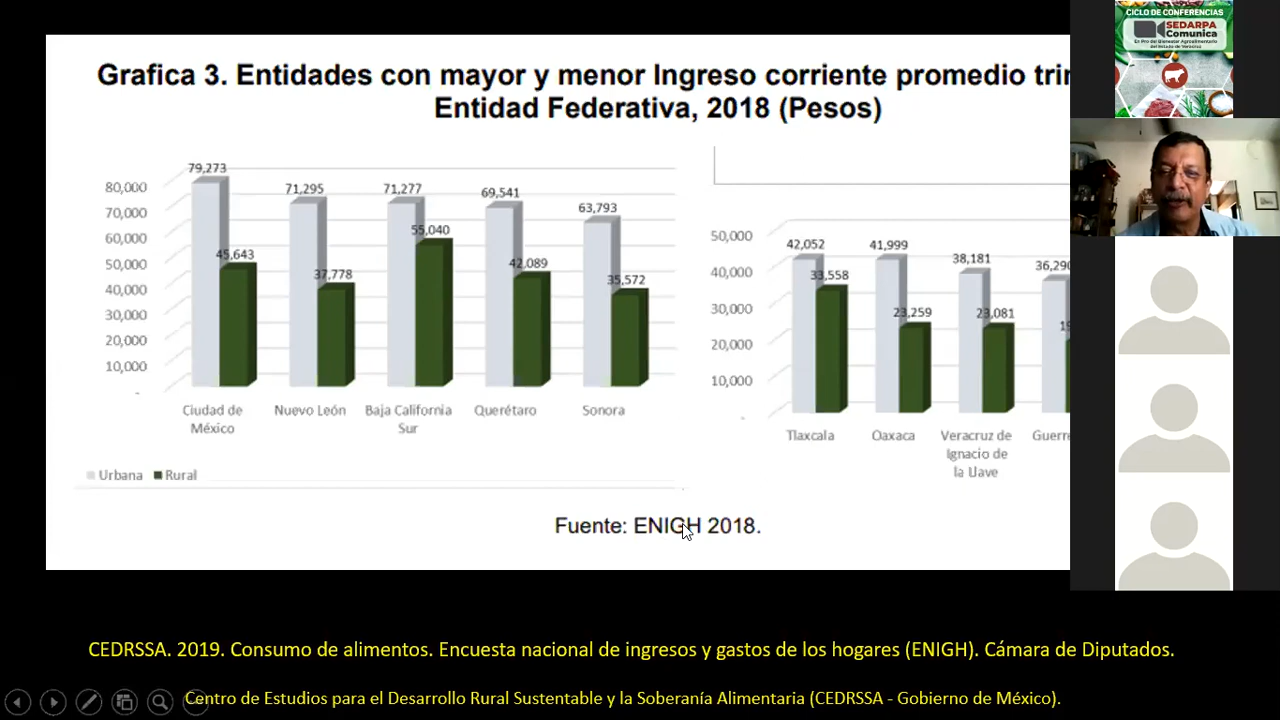 CICLO DE CONFERENCIAS
SEDARPA
Comunica
En Pro del Bienestar Agroalimentario
del Estado de Veracruz
Grafica 3. Entidades con mayor y menor Ingreso corriente promedio tri
Entidad Federativa, 2018 (Pesos)
80,000
70,000
60,000
50,000
40,000
30,000
20,000
10,000
-
79,273
45,643
71,295
37,778
71,277
55,040
69,541
42,089
63,793
35,572
Ciudad de
México
Nuevo León
Baja California
Sur
Querétaro
Sonora
Urbana
Rural
50,000
40,000
30,000
20,000
10,000
-
42,052
33,558
41,999
23,259
38,181
23,081
36,290
19
Tlaxcala
Oaxaca
Veracruz de
Ignacio de
la Llave
Guerre
Fuente: ENIGH 2018.
CEDRSSA. 2019. Consumo de alimentos. Encuesta nacional de ingresos y gastos de los hogares (ENIGH). Cámara de Diputados.
Centro de Estudios para el Desarrollo Rural Sustentable y la Soberanía Alimentaria (CEDRSSA - Gobierno de México).